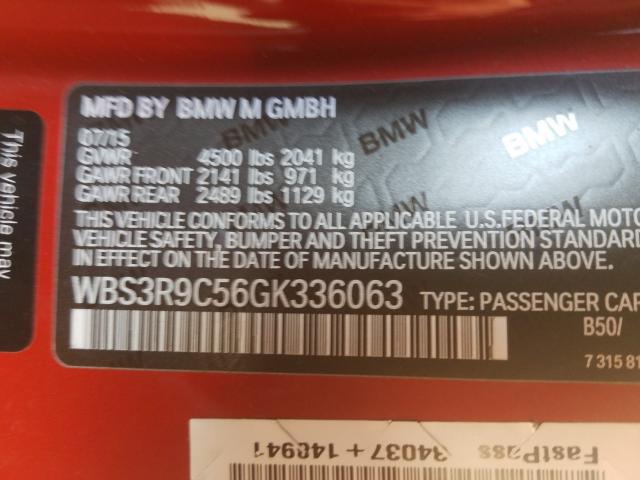 MFD BY BMW M GMBH
07/15
GVWR 4500 lbs 2041 kg
GAWR FRONT 2141 lbs 971 kg
GAWR REAR 2489 lbs 1129 kg
THIS VEHICLE CONFORMS TO ALL APPLICABLE U.S.FEDERAL MOTO
VEHICLE SAFETY, BUMPER AND THEFT PREVENTION STANDARD
IN EFFECT ON THE DATE OF MANUFACTURE SHOWN ABOVE.
WBS3R9C56GK336063 TYPE: PASSENGER CAR
B50/
7 315 81
BMW
BMW
BMW
BMW
This vehicle may
FastPass 34037+140941